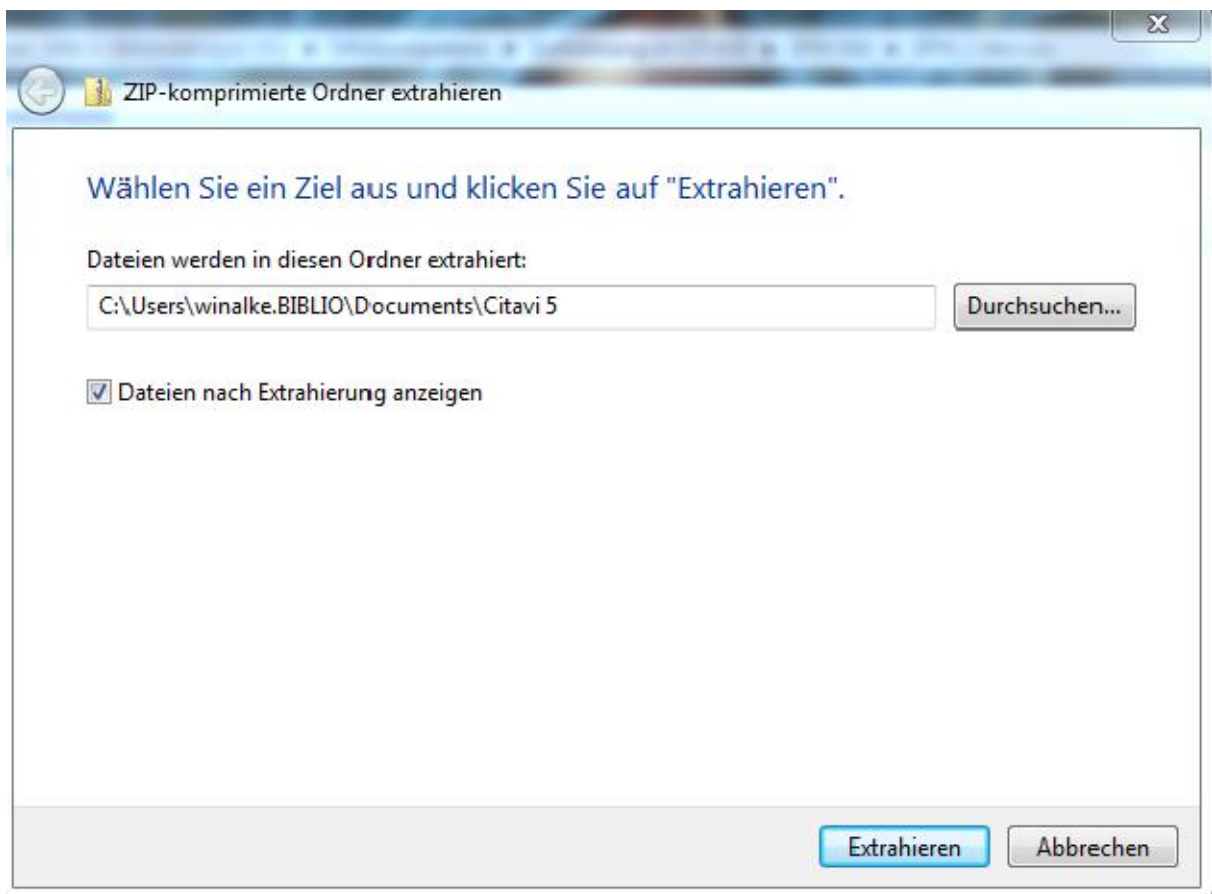 ZIP-komprimierte Ordner extrahieren
Wählen Sie ein Ziel aus und klicken Sie auf "Extrahieren".
Dateien werden in diesen Ordner extrahiert:
C:\Users\winalke.BIBLIO\Documents\Citavi 5
Durchsuchen...
Dateien nach Extrahierung anzeigen
Extrahieren
Abbrechen